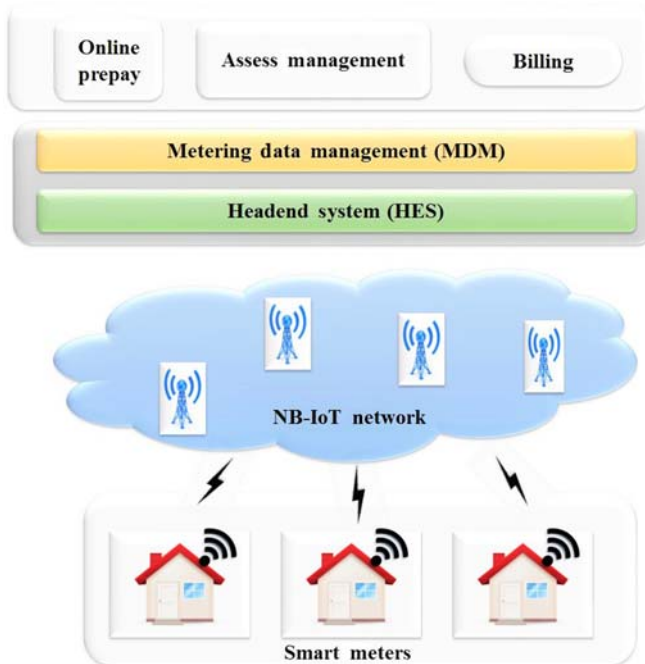 Online
prepay
Assess management
Billing
Metering data management (MDM)
Headend system (HES)
NB-IoT network
Smart meters